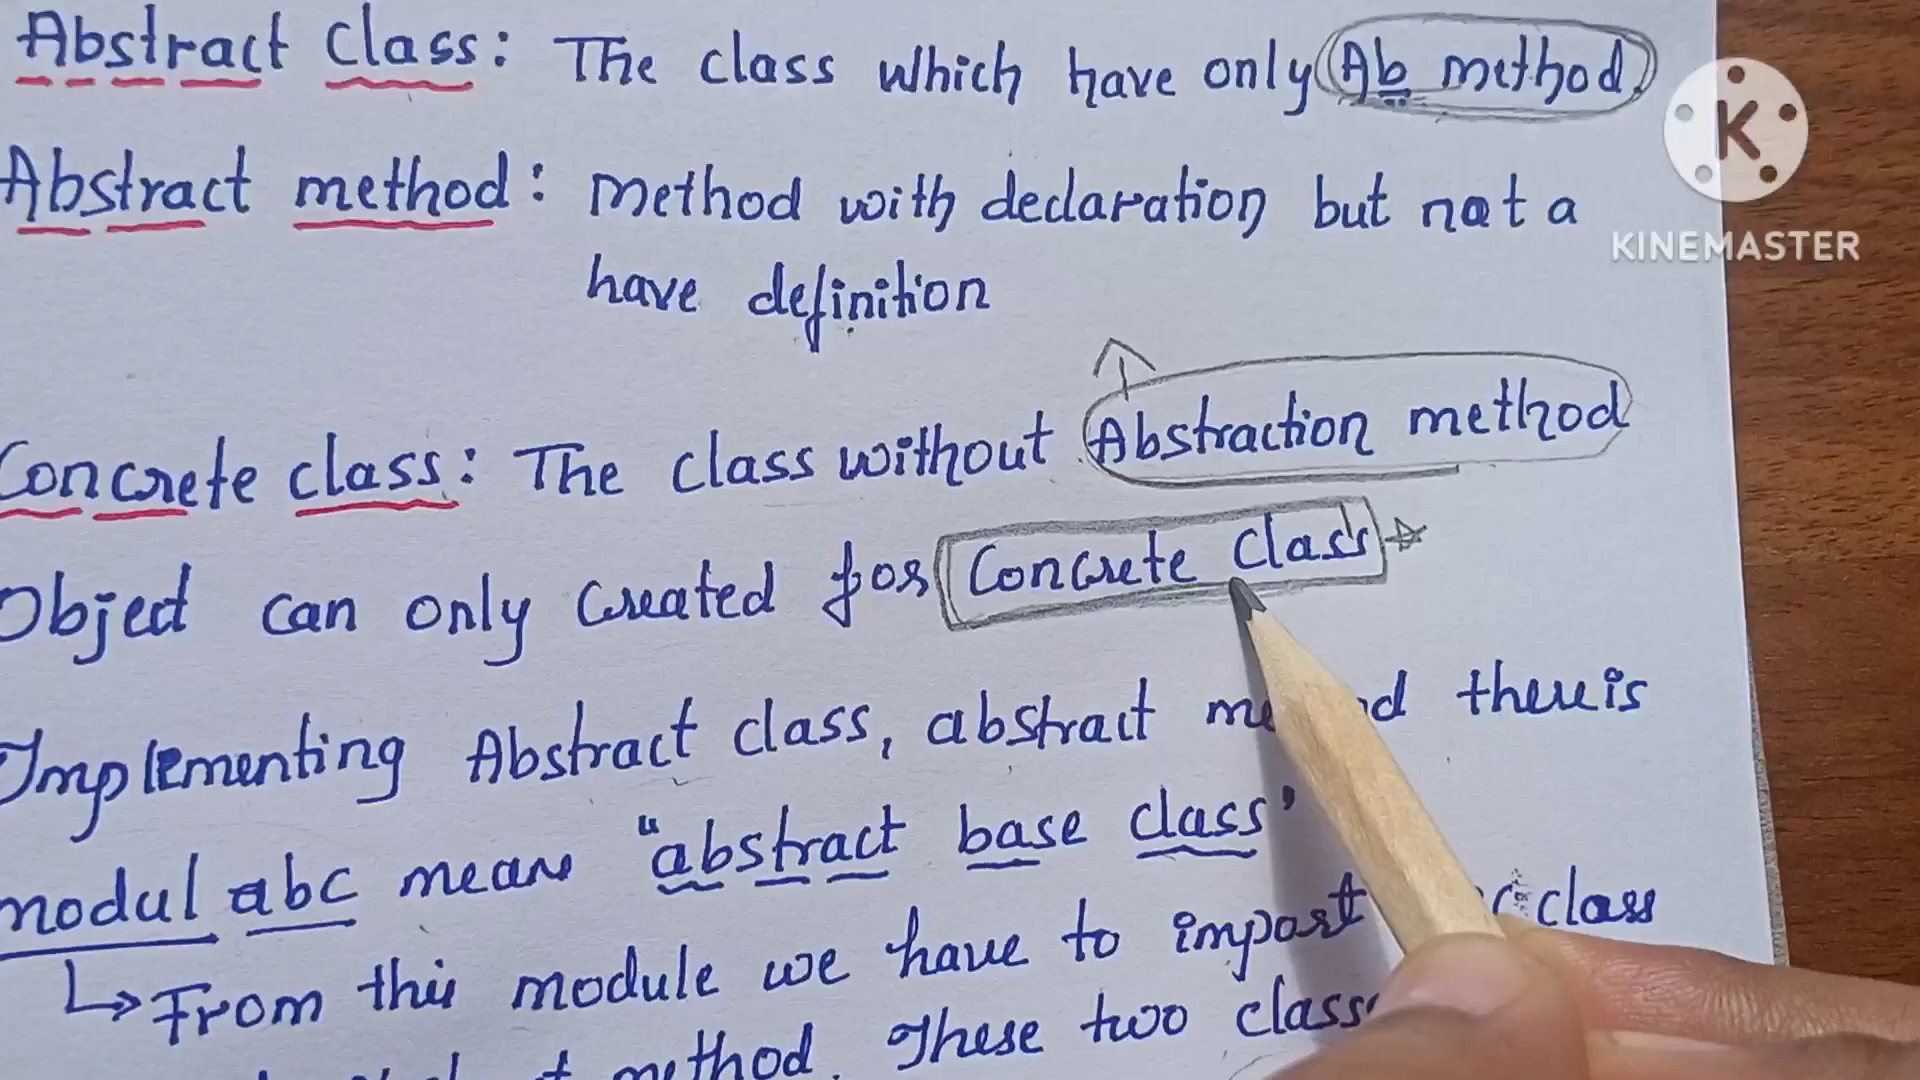 Abstract Class: The class which have only Ab method.
K
KINEMASTER
Abstract method: Method with declaration but not a
have definition
Concrete class: The class without Abstraction method
Object can only created for Concrete Class
Implementing Abstract class, abstract there is
modul abc means "abstract base class"
From this module we have to import class
method. These two